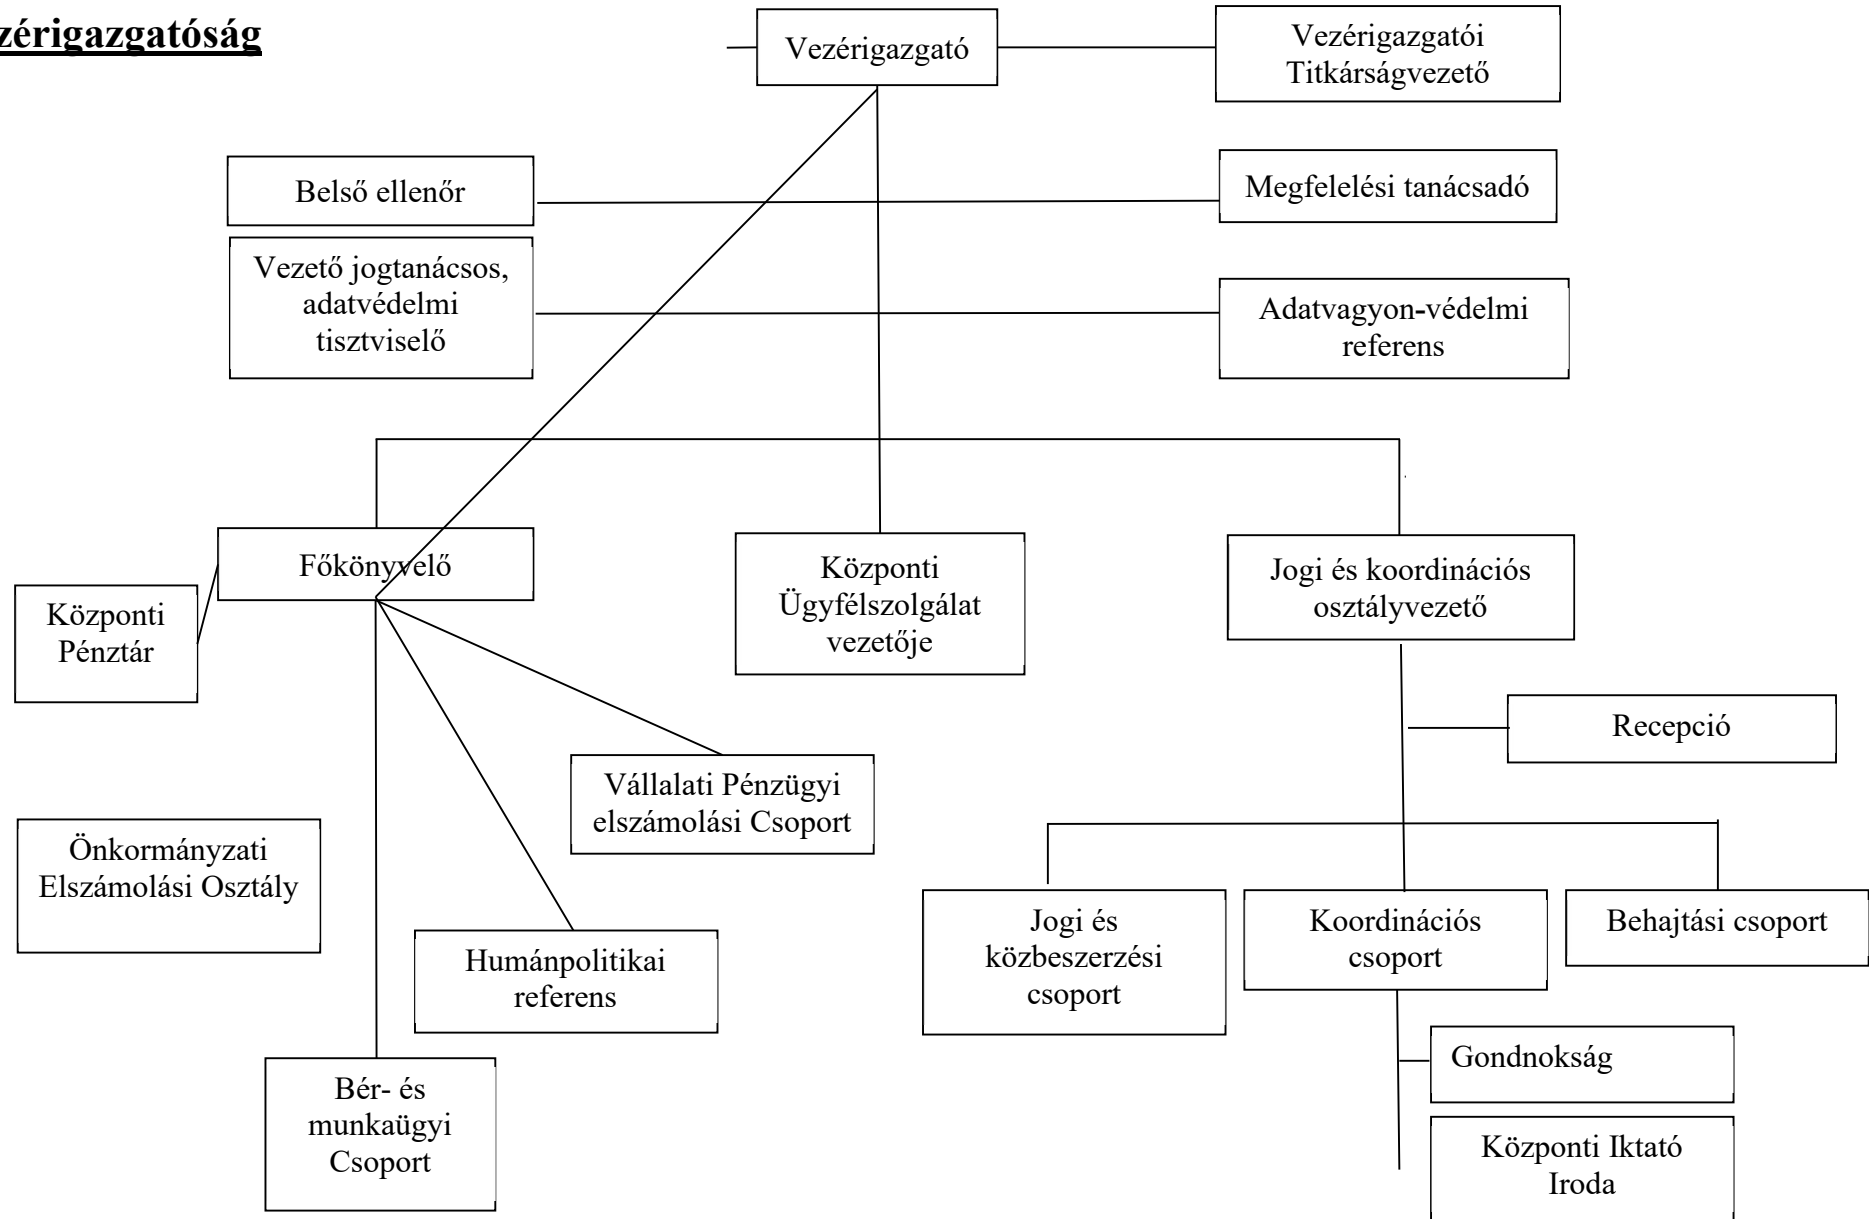 zérigazgatóság
Vezérigazgató
Vezérigazgatói
Titkárságvezető
Belső ellenőr
Megfelelési tanácsadó
Vezető jogtanácsos,
adatvédelmi
tisztviselő
Adatvagyon-védelmi
referens
Főkönyvelő
Központi
Ügyfélszolgálat
vezetője
Jogi és koordinációs
osztályvezető
Központi
Pénztár
Recepció
Vállalati Pénzügyi
elszámolási Csoport
Önkormányzati
Elszámolási Osztály
Humánpolitikai
referens
Jogi és
közbeszerzési
csoport
Koordinációs
csoport
Behajtási csoport
Bér- és
munkaügyi
Csoport
Gondnokság
Központi Iktató
Iroda